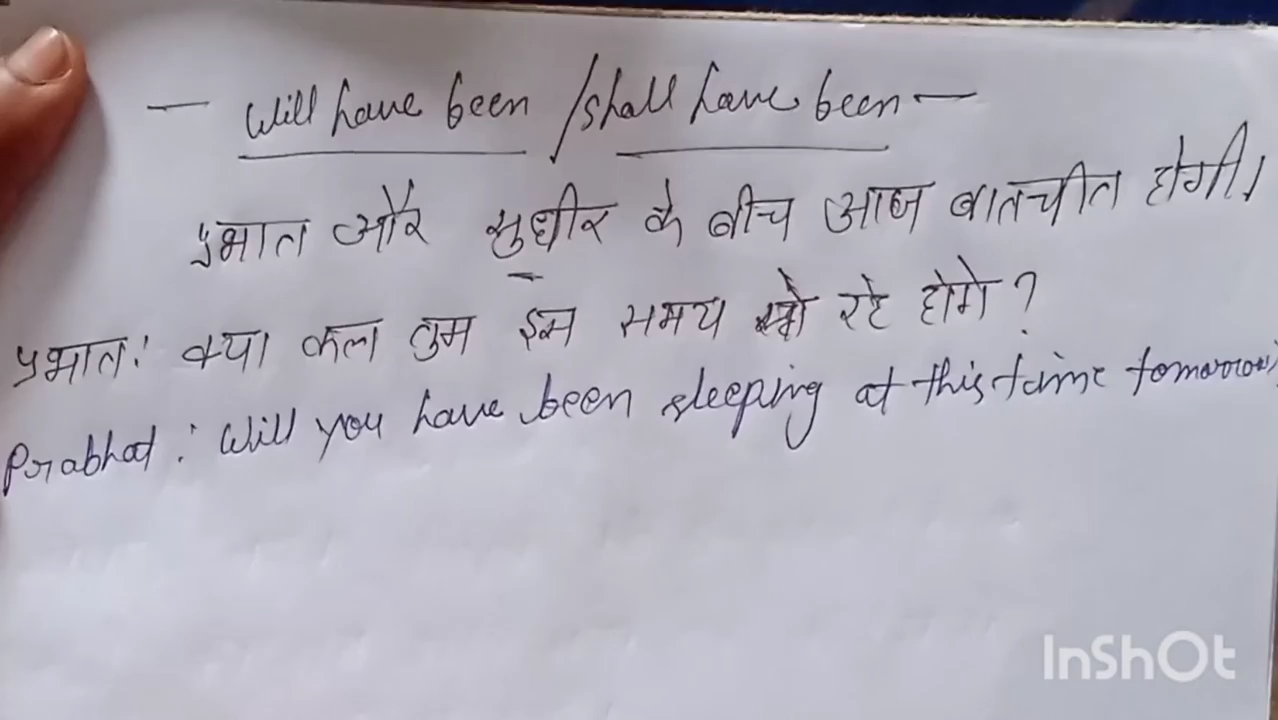 — Will have been / shall have been —
प्रभात और सुधीर के बीच आज बातचीत होगी।
प्रभात: क्या कल तुम इस समय सो रहे होगे ?
Prabhat : Will you have been sleeping at this time tomorrow?
InShOt